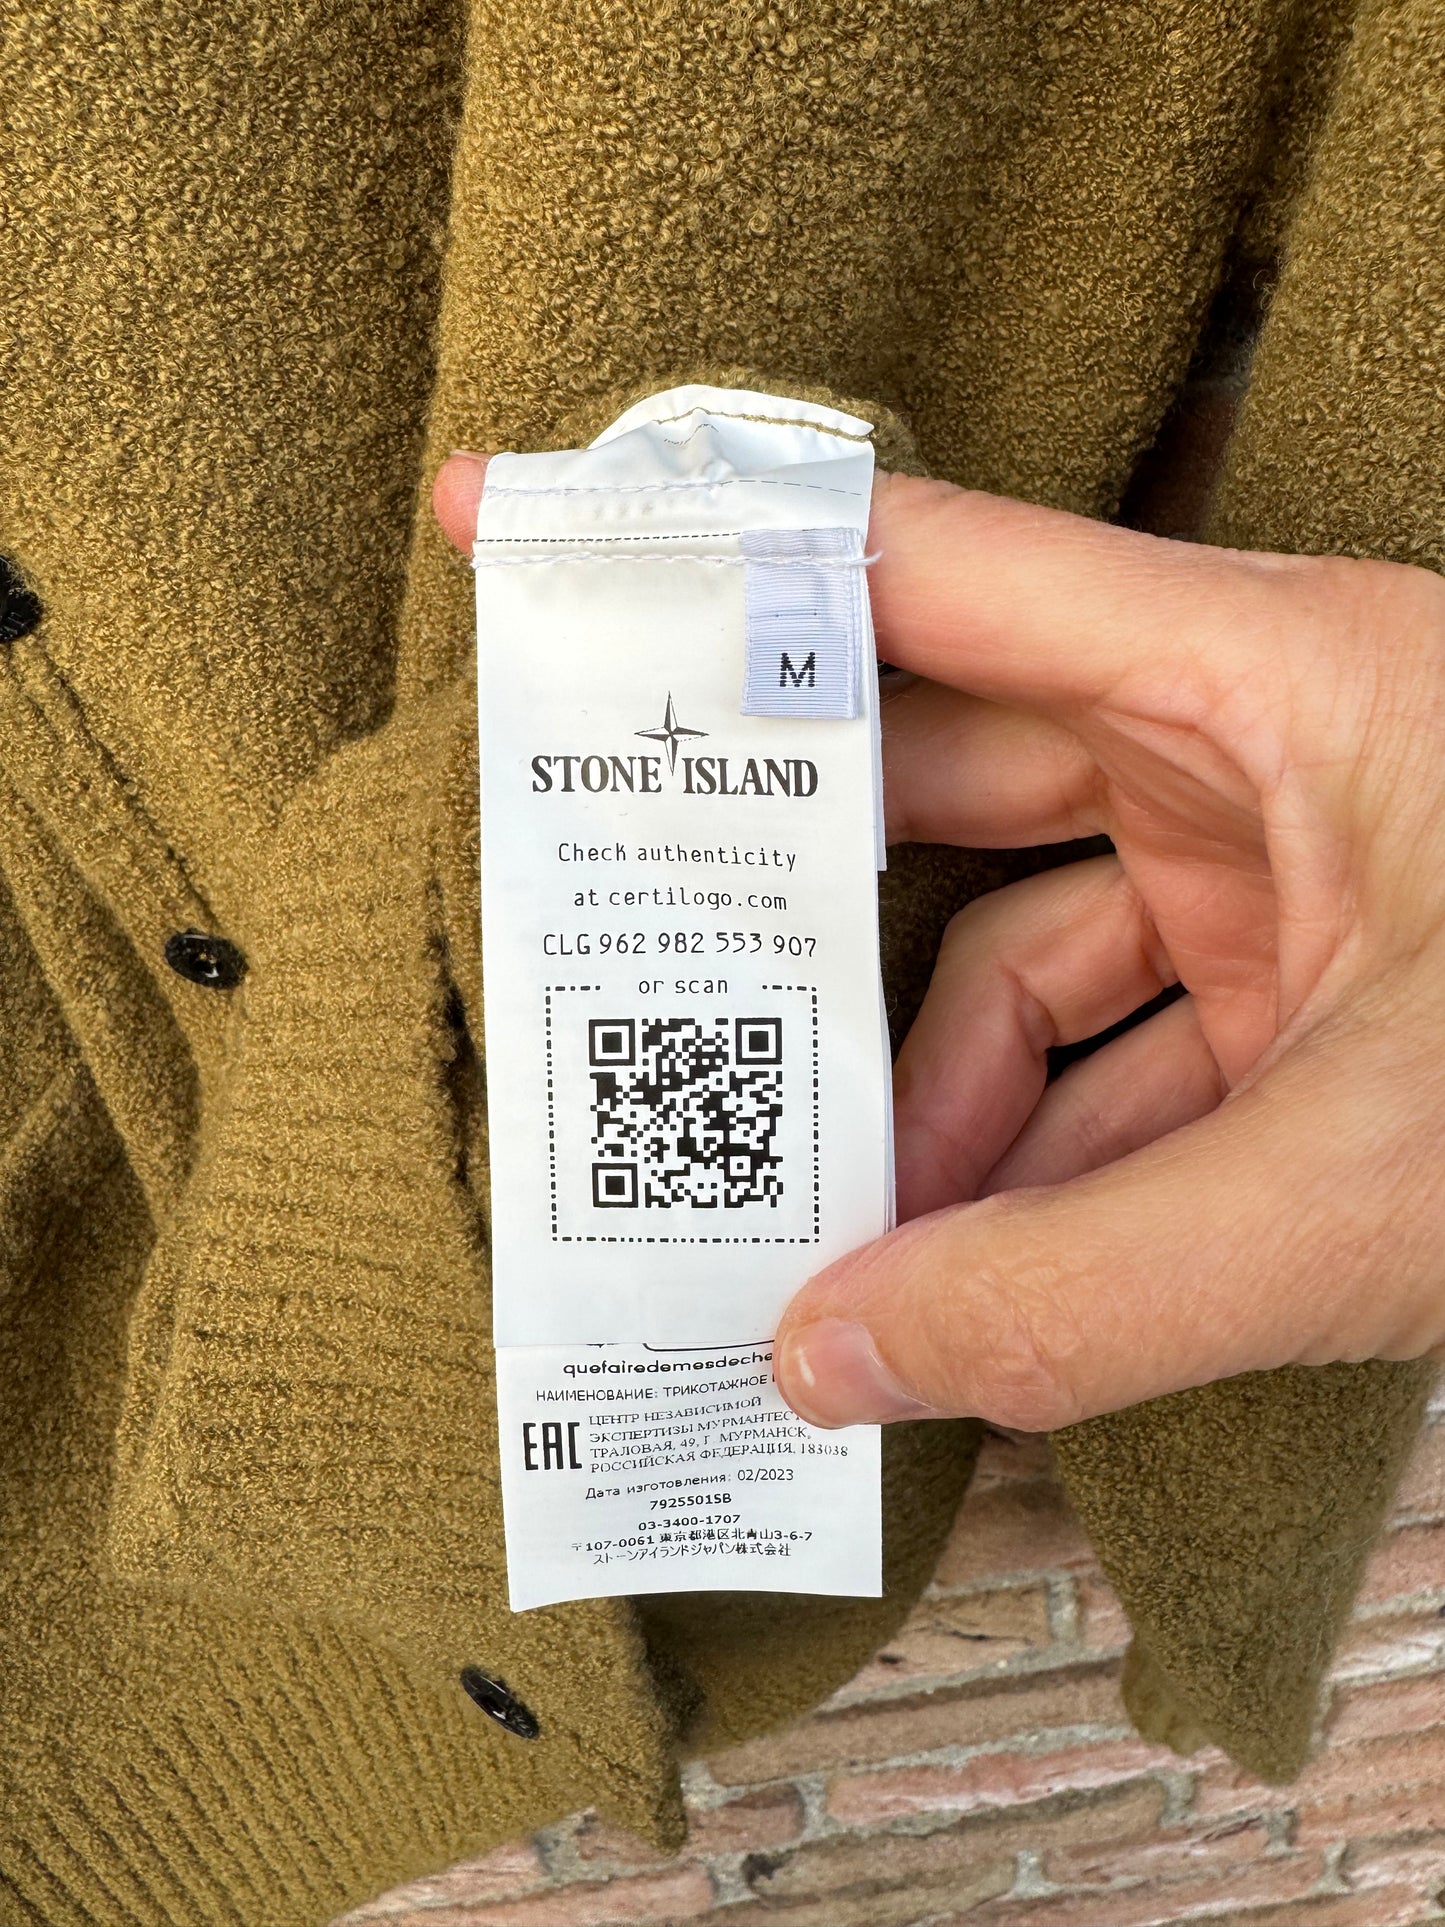 M
STONE ISLAND
Check authenticity
at certilogo.com
CLG 962 982 553 907
or scan
quefairedemesdeche
НАИМЕНОВАНИЕ: ТРИКОТАЖНОЕ
EAC
ЦЕНТР НЕЗАВИСИМОЙ
ЭКСПЕРТИЗЫ МУРМАНТЕСТ
ТРАЛОВАЯ, 49, Г. МУРМАНСК,
РОССИЙСКАЯ ФЕДЕРАЦИЯ, 183038
Дата изготовления: 02/2023
7925501SB
03-3400-1707
〒107-0061 東京都港区北青山3-6-7
ストーンアイランドジャパン株式会社